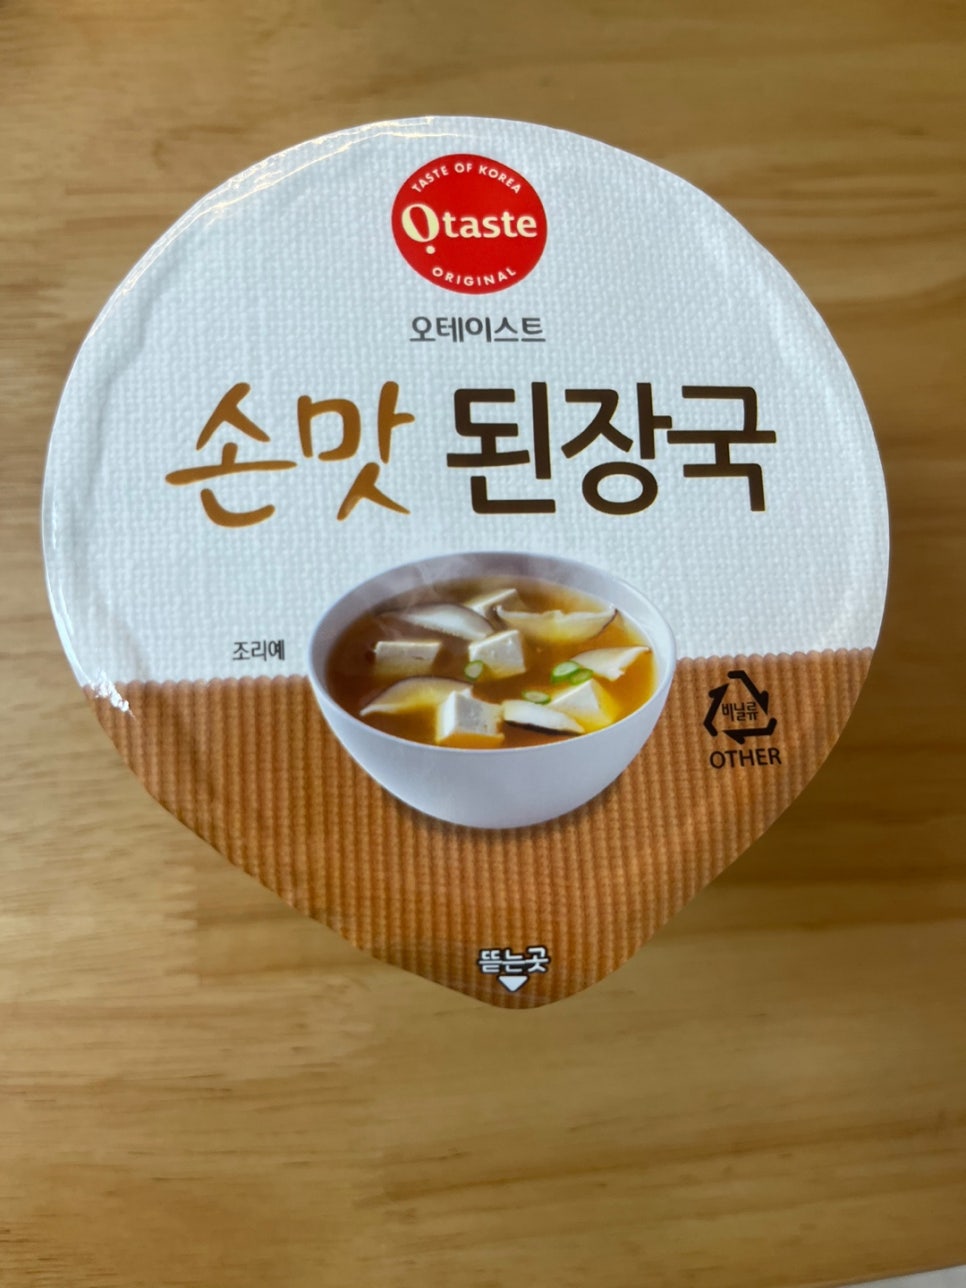 TASTE OF KOREA
Otaste
ORIGINAL
오테이스트
손맛 된장국
조리예
비닐류
OTHER
뜯는곳